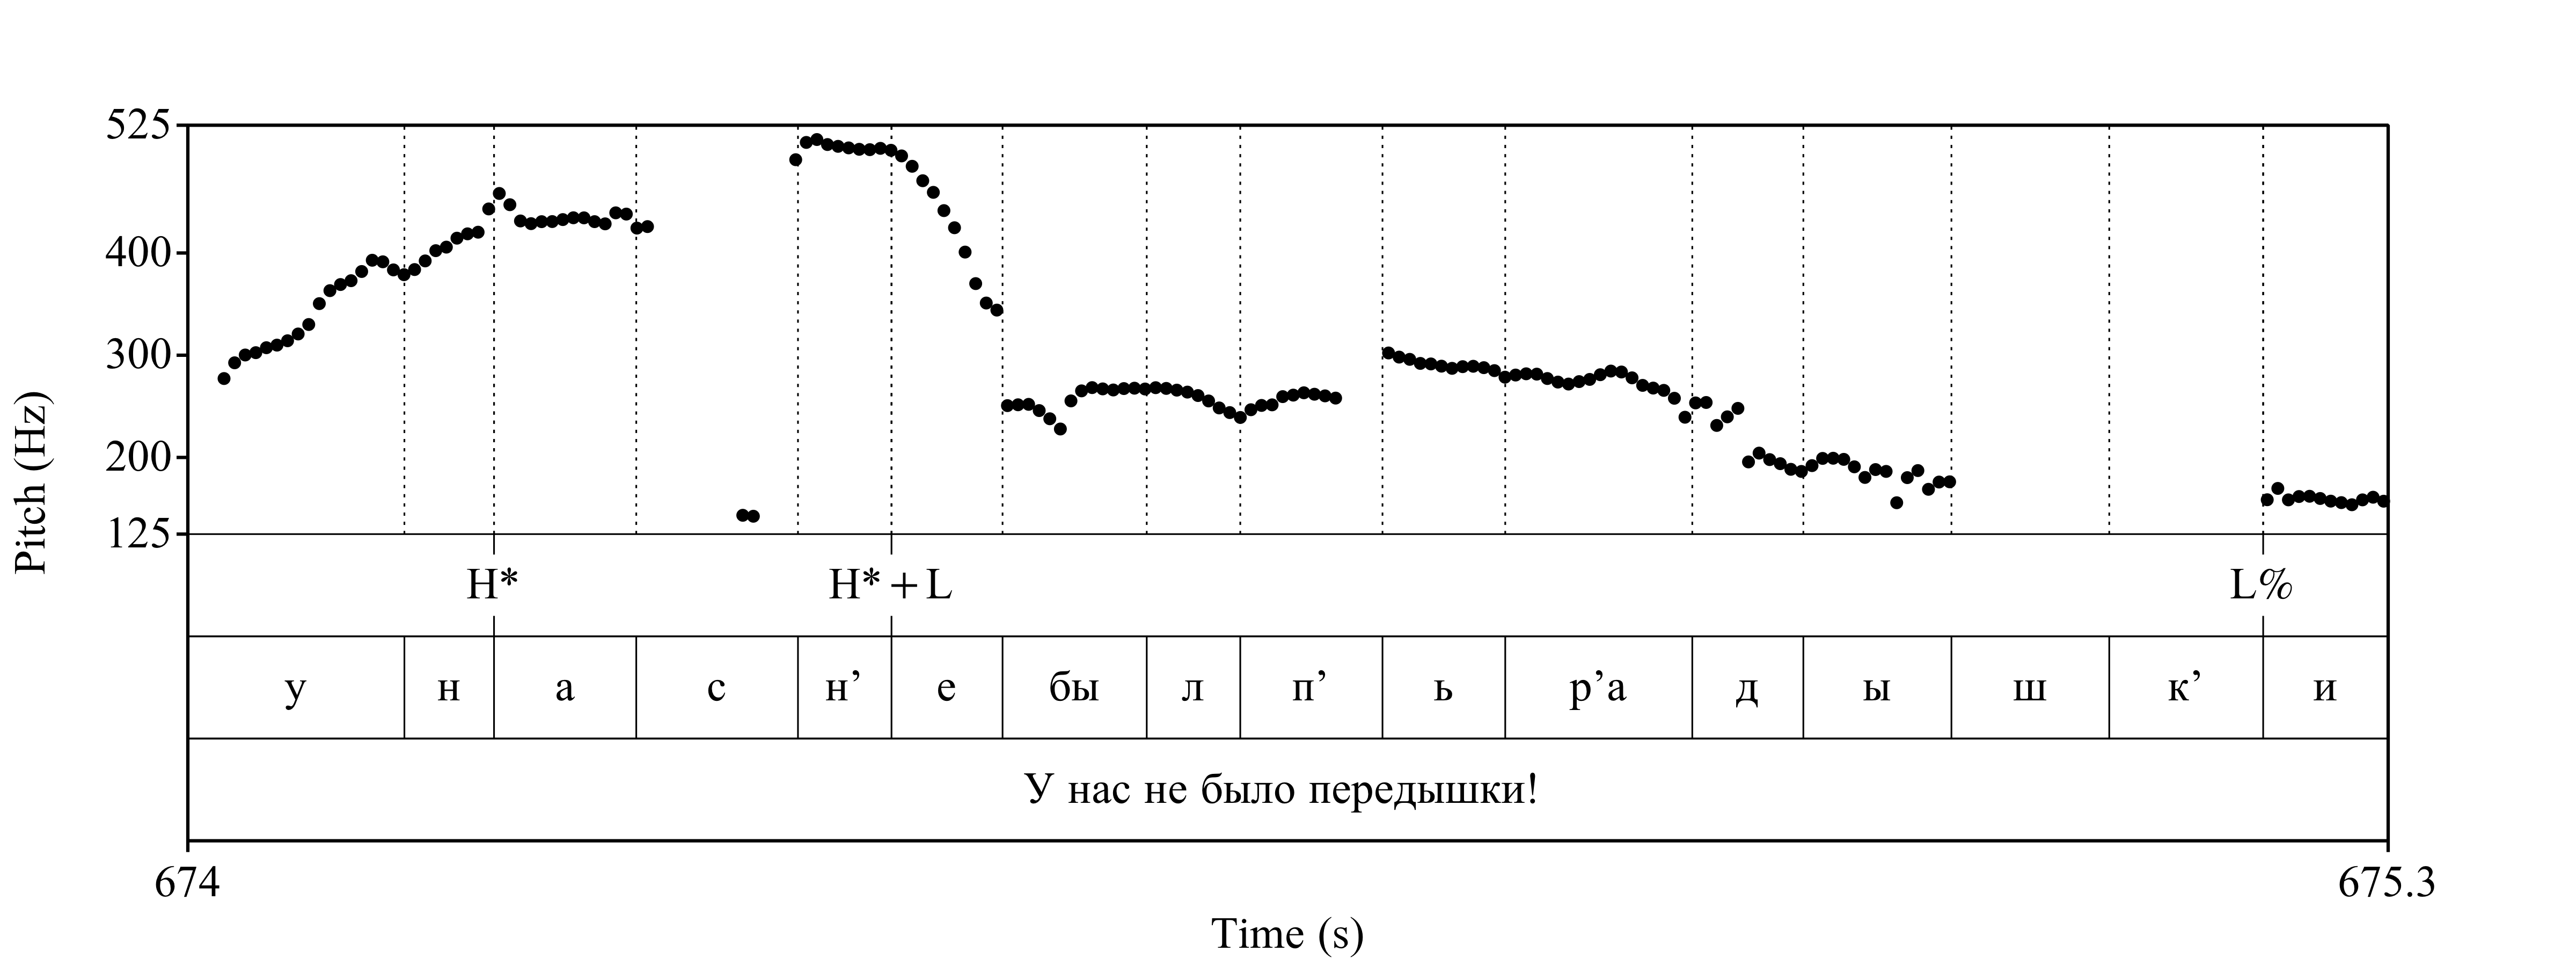 525
400
300
200
125
Pitch (Hz)
H* H*+L L%
у н а с н’ е бы л п’ ь р’а д ы ш к’ и
У нас не было передышки!
674 675.3
Time (s)